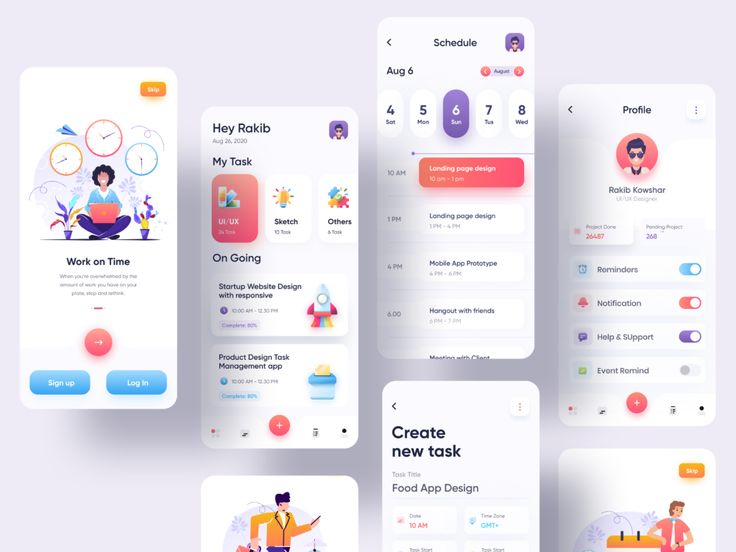 Skip
Work on Time
When you're overwhelmed by the
amount of work you have on your
plate, stop and rethink.
Sign up
Log In
Hey Rakib
Aug 26, 2020
My Task
UI/UX
24 Task
Sketch
10 Task
Others
6 Task
On Going
Startup Website Design
with responsive
10:00 AM - 12.30 PM
Complete: 80%
Product Design Task
Management app
10:00 AM - 12.30 PM
Complete: 80%
Schedule
Aug 6
August
4
Sat
5
Mon
6
Sun
7
Tus
8
Wed
10 AM
Landing page design
10 am - 1 pm
1 PM
Landing page design
1 PM - 4 PM
4 PM
Mobile App Prototype
4 PM - 6 PM
6.00
Hangout with friends
6 PM - 7 PM
Meeting with Client
Create
new task
Task Title
Food App Design
Date
10 AM
Time Zone
GMT+
Task Start
Task Start
Profile
Rakib Kowshar
UI/UX Designer
Project Done
26487
Pending Project
268
Reminders
Notification
Help & SUpport
Event Remind
Skip